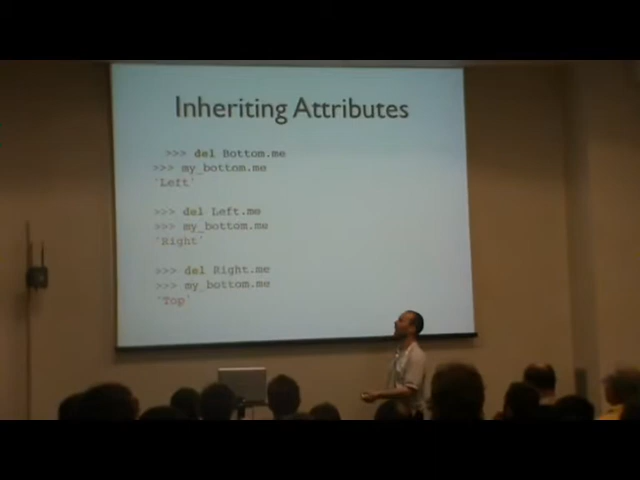 Inheriting Attributes
>>> del Bottom.me
>>> my_bottom.me
'Left'
>>> del Left.me
>>> my_bottom.me
'Right'
>>> del Right.me
>>> my_bottom.me
'Top'